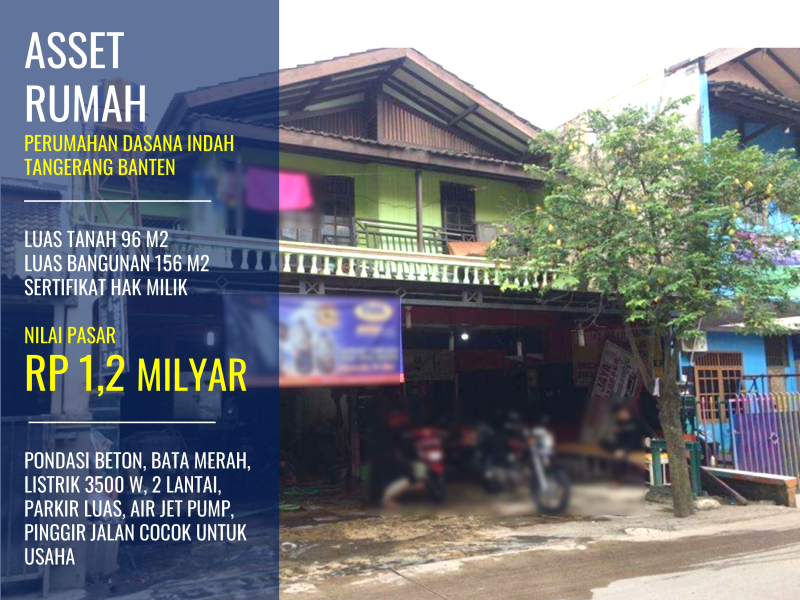 ASSET
RUMAH
PERUMAHAN DASANA INDAH
TANGERANG BANTEN
LUAS TANAH 96 M2
LUAS BANGUNAN 156 M2
SERTIFIKAT HAK MILIK
NILAI PASAR
RP 1,2 MILYAR
PONDASI BETON, BATA MERAH,
LISTRIK 3500 W, 2 LANTAI,
PARKIR LUAS, AIR JET PUMP,
PINGGIR JALAN COCOK UNTUK
USAHA